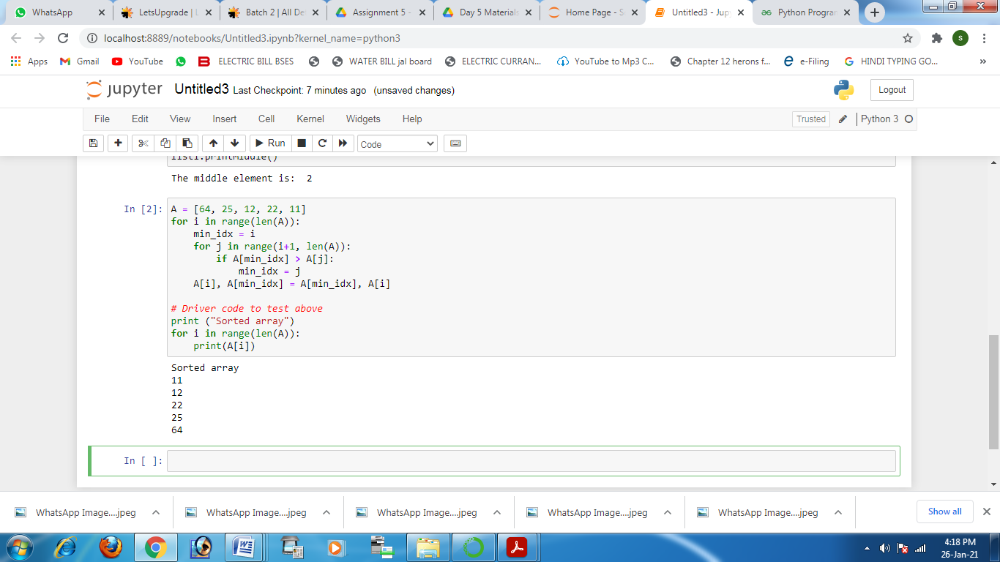 WhatsApp
LetsUpgrade | L
Batch 2 | All De
Assignment 5 -
Day 5 Materials
Home Page - S
Untitled3 - Jup
Python Progran
localhost:8889/notebooks/Untitled3.ipynb?kernel_name=python3
S
Apps
Gmail
YouTube
ELECTRIC BILL BSES
WATER BILL jal board
ELECTRIC CURRAN...
YouTube to Mp3 C...
Chapter 12 herons f...
e-Filing
HINDI TYPING GO...
»
jupyter Untitled3 Last Checkpoint: 7 minutes ago (unsaved changes)
Logout
File Edit View Insert Cell Kernel Widgets Help
Trusted
Python 3
Run
Code
list1.printMiddle()
The middle element is:  2
In [2]:
A = [64, 25, 12, 22, 11]
for i in range(len(A)):
    min_idx = i
    for j in range(i+1, len(A)):
        if A[min_idx] > A[j]:
            min_idx = j
    A[i], A[min_idx] = A[min_idx], A[i]
# Driver code to test above
print ("Sorted array")
for i in range(len(A)):
    print(A[i])
Sorted array
11
12
22
25
64
In [ ]:
WhatsApp Image....jpeg
WhatsApp Image....jpeg
WhatsApp Image....jpeg
WhatsApp Image....jpeg
WhatsApp Image....jpeg
Show all
4:18 PM
26-Jan-21